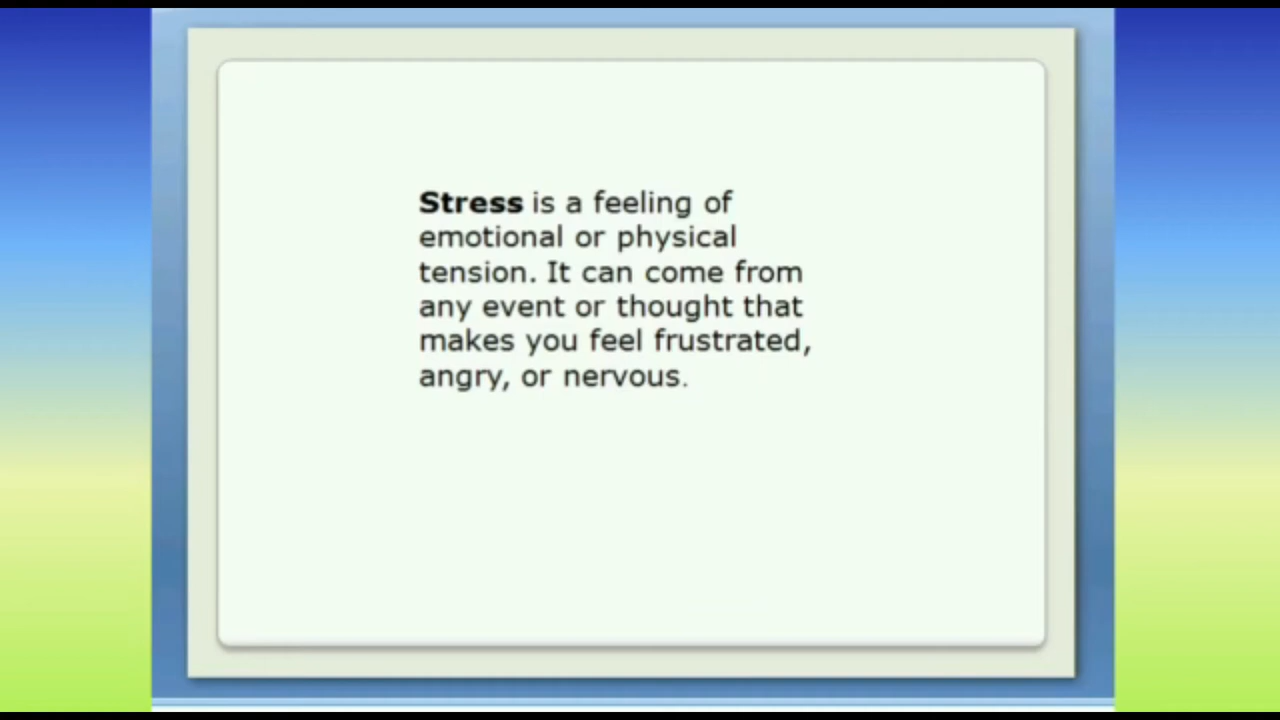 Stress is a feeling of
emotional or physical
tension. It can come from
any event or thought that
makes you feel frustrated,
angry, or nervous.